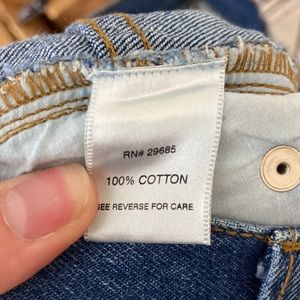 RN# 29685
100% COTTON
SEE REVERSE FOR CARE